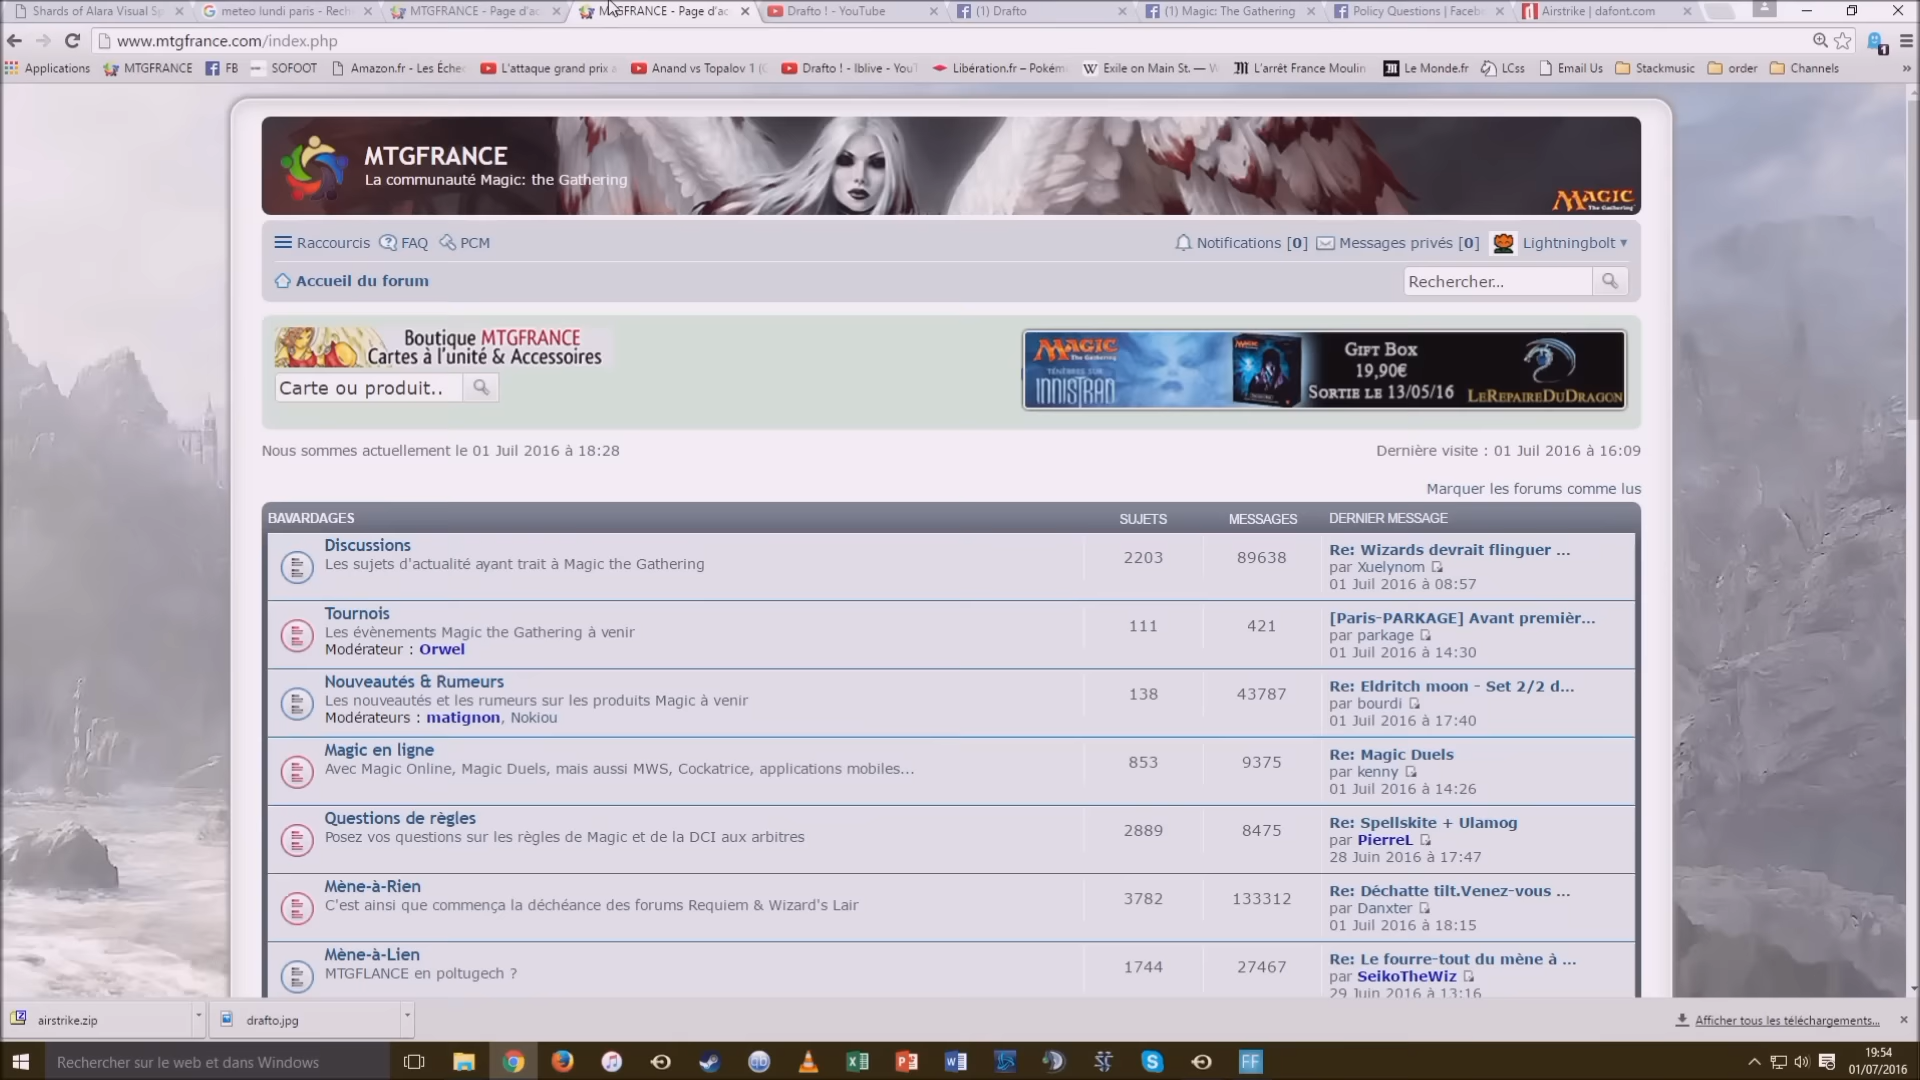 Shards of Alara Visual Sp
meteo lundi paris - Rech
MTGFRANCE - Page d'ac
MTGFRANCE - Page d'ac
Drafto ! - YouTube
(1) Drafto
(1) Magic: The Gathering
Policy Questions | Faceb
Airstrike | dafont.com
www.mtgfrance.com/index.php
1
Applications
MTGFRANCE
FB
SOFOOT
Amazon.fr - Les Éche
L'attaque grand prix
Anand vs Topalov 1 (
Drafto ! - lblive - You
Libération.fr – Pokém
Exile on Main St. —
L'arrêt France Moulin
Le Monde.fr
LCss
Email Us
Stackmusic
order
Channels
»
MTGFRANCE
La communauté Magic: the Gathering
MAGIC
The Gathering
Raccourcis
FAQ
PCM
Notifications [0]
Messages privés [0]
Lightningbolt
Accueil du forum
Rechercher...
Boutique MTGFRANCE
Cartes à l'unité & Accessoires
Carte ou produit..
MAGIC
The Gathering
TÉNÈBRES SUR
INNISTRAD
GIFT BOX
19,90€
SORTIE LE 13/05/16
LEREPAIREDUDRAGON
Nous sommes actuellement le 01 Juil 2016 à 18:28
Dernière visite : 01 Juil 2016 à 16:09
Marquer les forums comme lus
BAVARDAGES SUJETS MESSAGES DERNIER MESSAGE
Discussions
Les sujets d'actualité ayant trait à Magic the Gathering
2203
89638
Re: Wizards devrait flinguer ...
par Xuelynom
01 Juil 2016 à 08:57
Tournois
Les évènements Magic the Gathering à venir
Modérateur : Orwel
111
421
[Paris-PARKAGE] Avant premièr...
par parkage
01 Juil 2016 à 14:30
Nouveautés & Rumeurs
Les nouveautés et les rumeurs sur les produits Magic à venir
Modérateurs : matignon, Nokiou
138
43787
Re: Eldritch moon - Set 2/2 d...
par bourdi
01 Juil 2016 à 17:40
Magic en ligne
Avec Magic Online, Magic Duels, mais aussi MWS, Cockatrice, applications mobiles...
853
9375
Re: Magic Duels
par kenny
01 Juil 2016 à 14:26
Questions de règles
Posez vos questions sur les règles de Magic et de la DCI aux arbitres
2889
8475
Re: Spellskite + Ulamog
par PierreL
28 Juin 2016 à 17:47
Mène-à-Rien
C'est ainsi que commença la déchéance des forums Requiem & Wizard's Lair
3782
133312
Re: Déchatte tilt.Venez-vous ...
par Danxter
01 Juil 2016 à 18:15
Mène-à-Lien
MTGFLANCE en poltugech ?
1744
27467
Re: Le fourre-tout du mène à ...
par SeikoTheWiz
29 Juin 2016 à 13:16
airstrike.zip
drafto.jpg
Afficher tous les téléchargements...
Rechercher sur le web et dans Windows
FF
19:54
01/07/2016